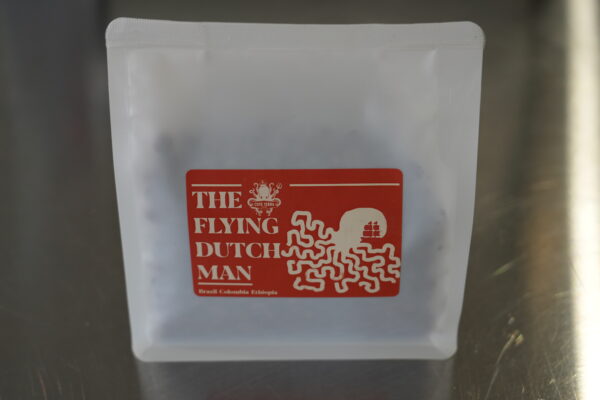 THE
FLYING
DUTCH
MAN
Brazil Colombia Ethiopia